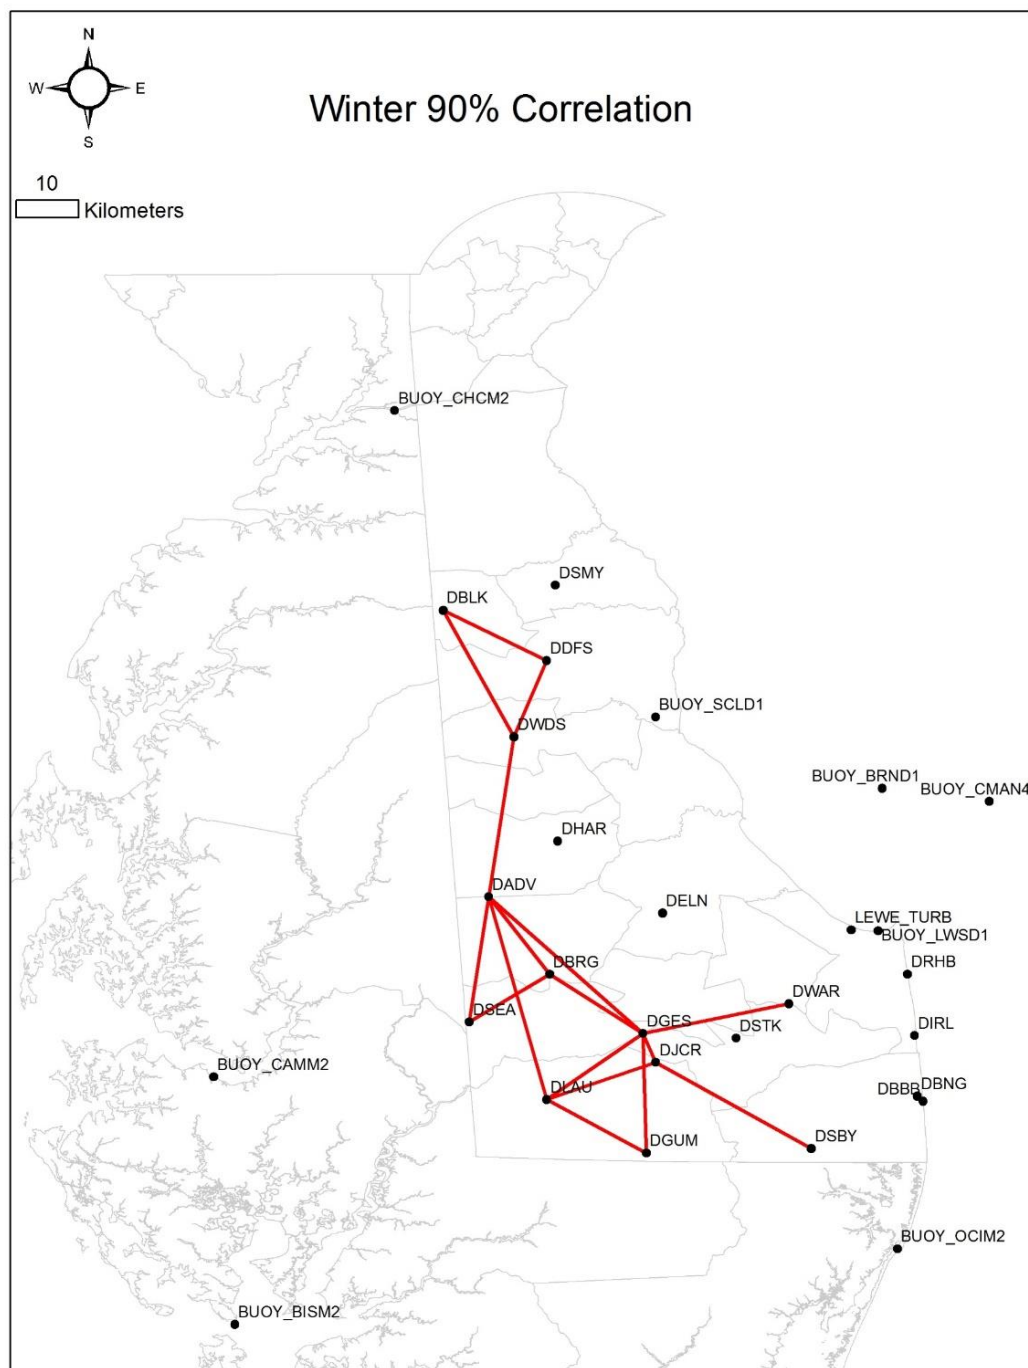 N
W E
S
Winter 90% Correlation
10
Kilometers
BUOY_CHCM2
DSMY
DBLK
DDFS
BUOY_SCLD1
DWDS
BUOY_BRND1
BUOY_CMAN4
DHAR
DADV
DELN
LEWE_TURB
BUOY_LWSD1
DBRG
DRHB
DWAR
DSEA
DGES
DSTK
DIRL
DJCR
BUOY_CAMM2
DLAU
DBBB
DBNG
DGUM
DSBY
BUOY_OCIM2
BUOY_BISM2